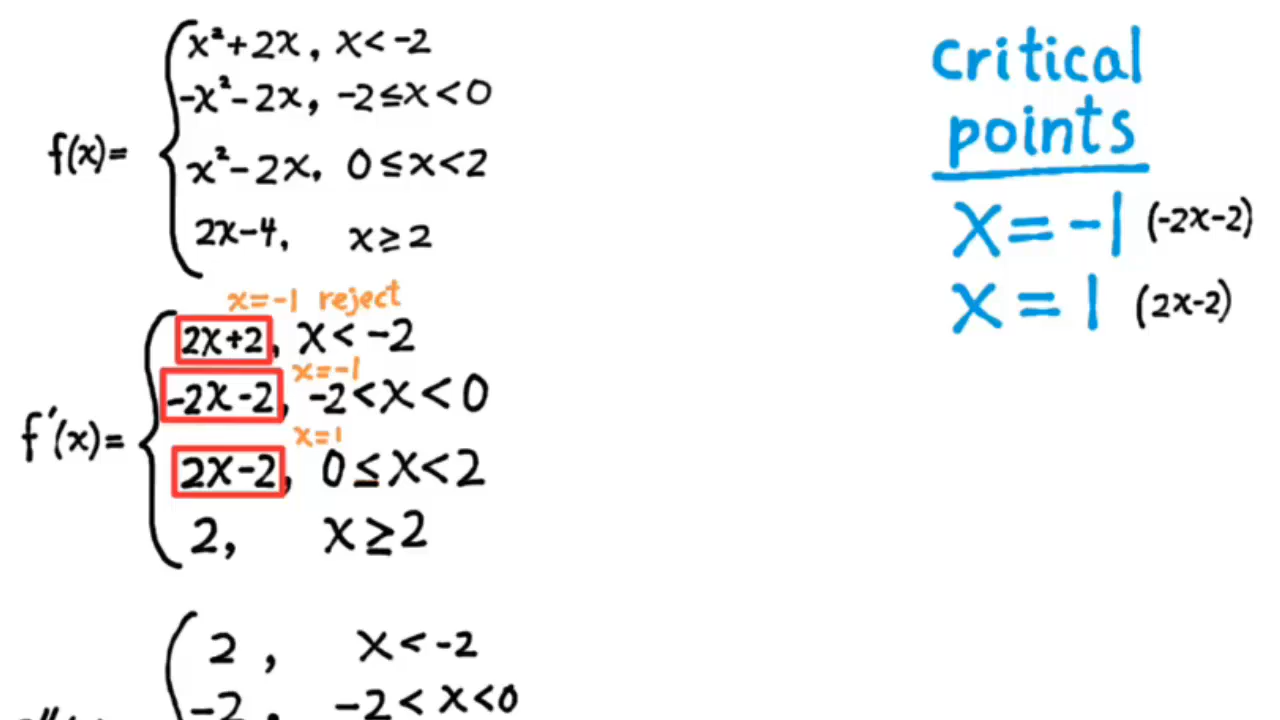 f(x)=
x²+2x, x<-2
-x²-2x, -2≤x<0
x²-2x, 0≤x<2
2x-4, x≥2
x=-1 reject
f'(x)=
2x+2, x<-2
x=-1
-2x-2, -2<x<0
x=1
2x-2, 0≤x<2
2, x≥2
2, x<-2
-2, -2<x<0
critical
points
x=-1 (-2x-2)
x=1 (2x-2)